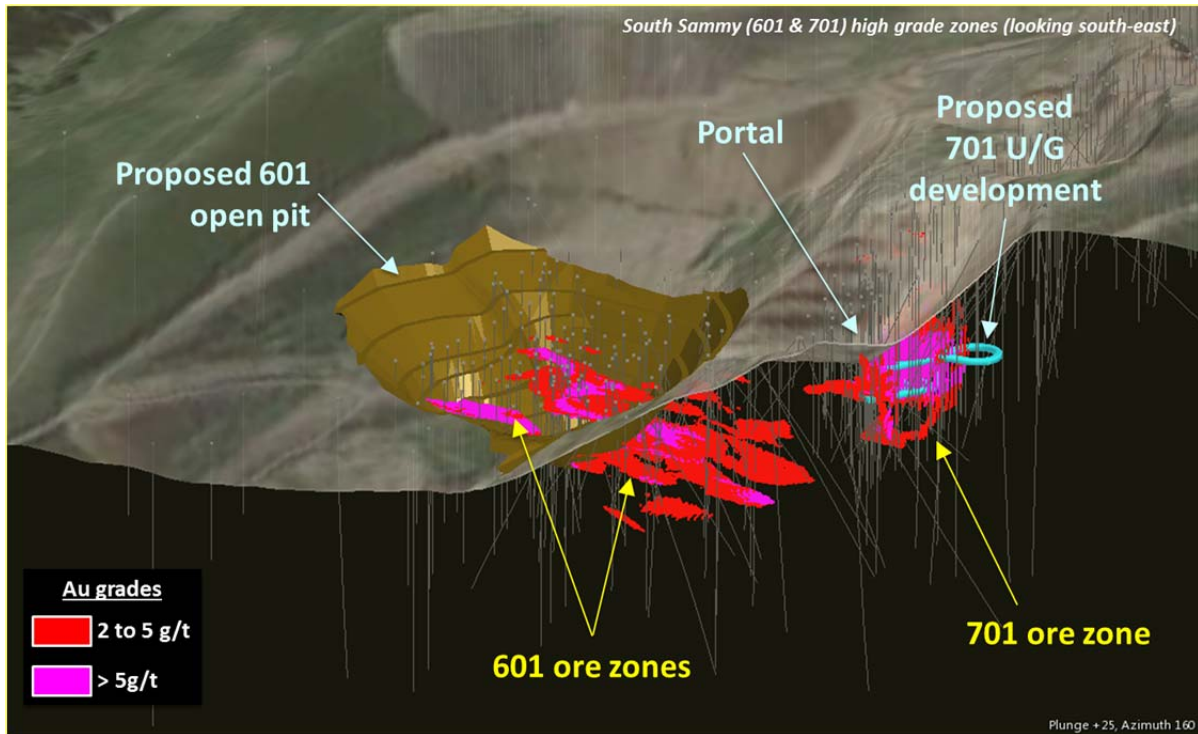 South Sammy (601 & 701) high grade zones (looking south-east)
Proposed 601
open pit
Portal
Proposed
701 U/G
development
Au grades
2 to 5 g/t
> 5g/t
601 ore zones
701 ore zone
Plunge +25, Azimuth 160